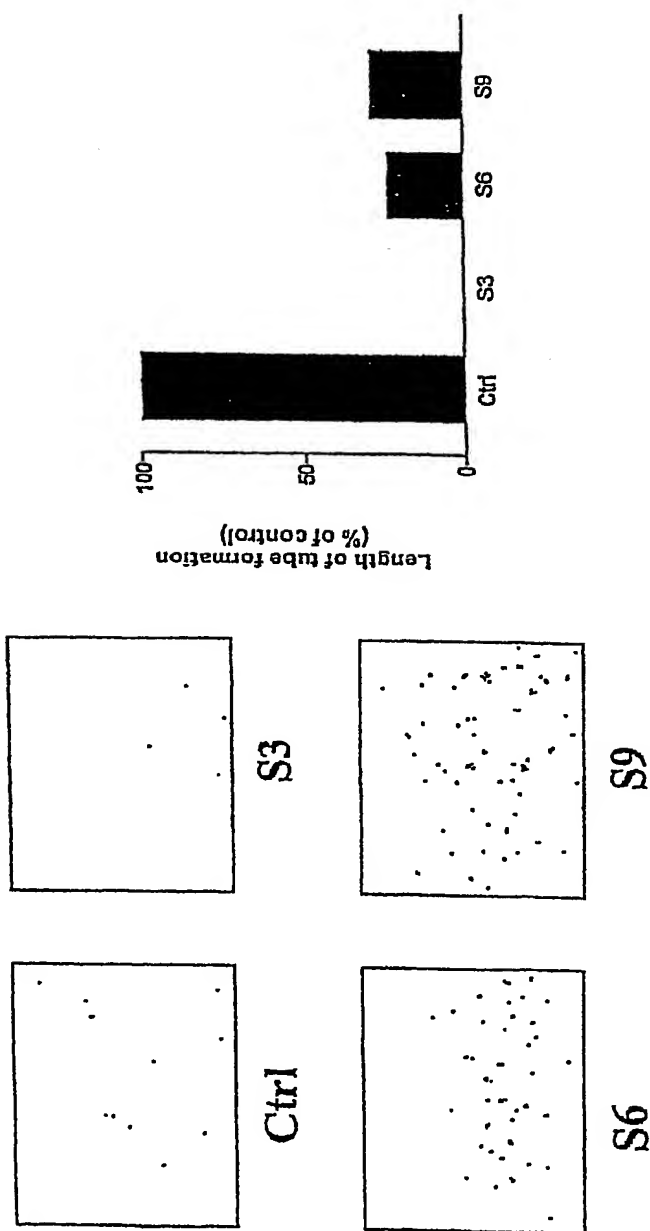 Ctrl
S3
S6
S9
Length of tube formation
(% of control)
100
50
0
Ctrl
S3
S6
S9